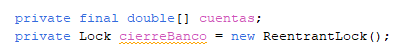 private final double[] cuentas;
private Lock cierreBanco = new ReentrantLock();